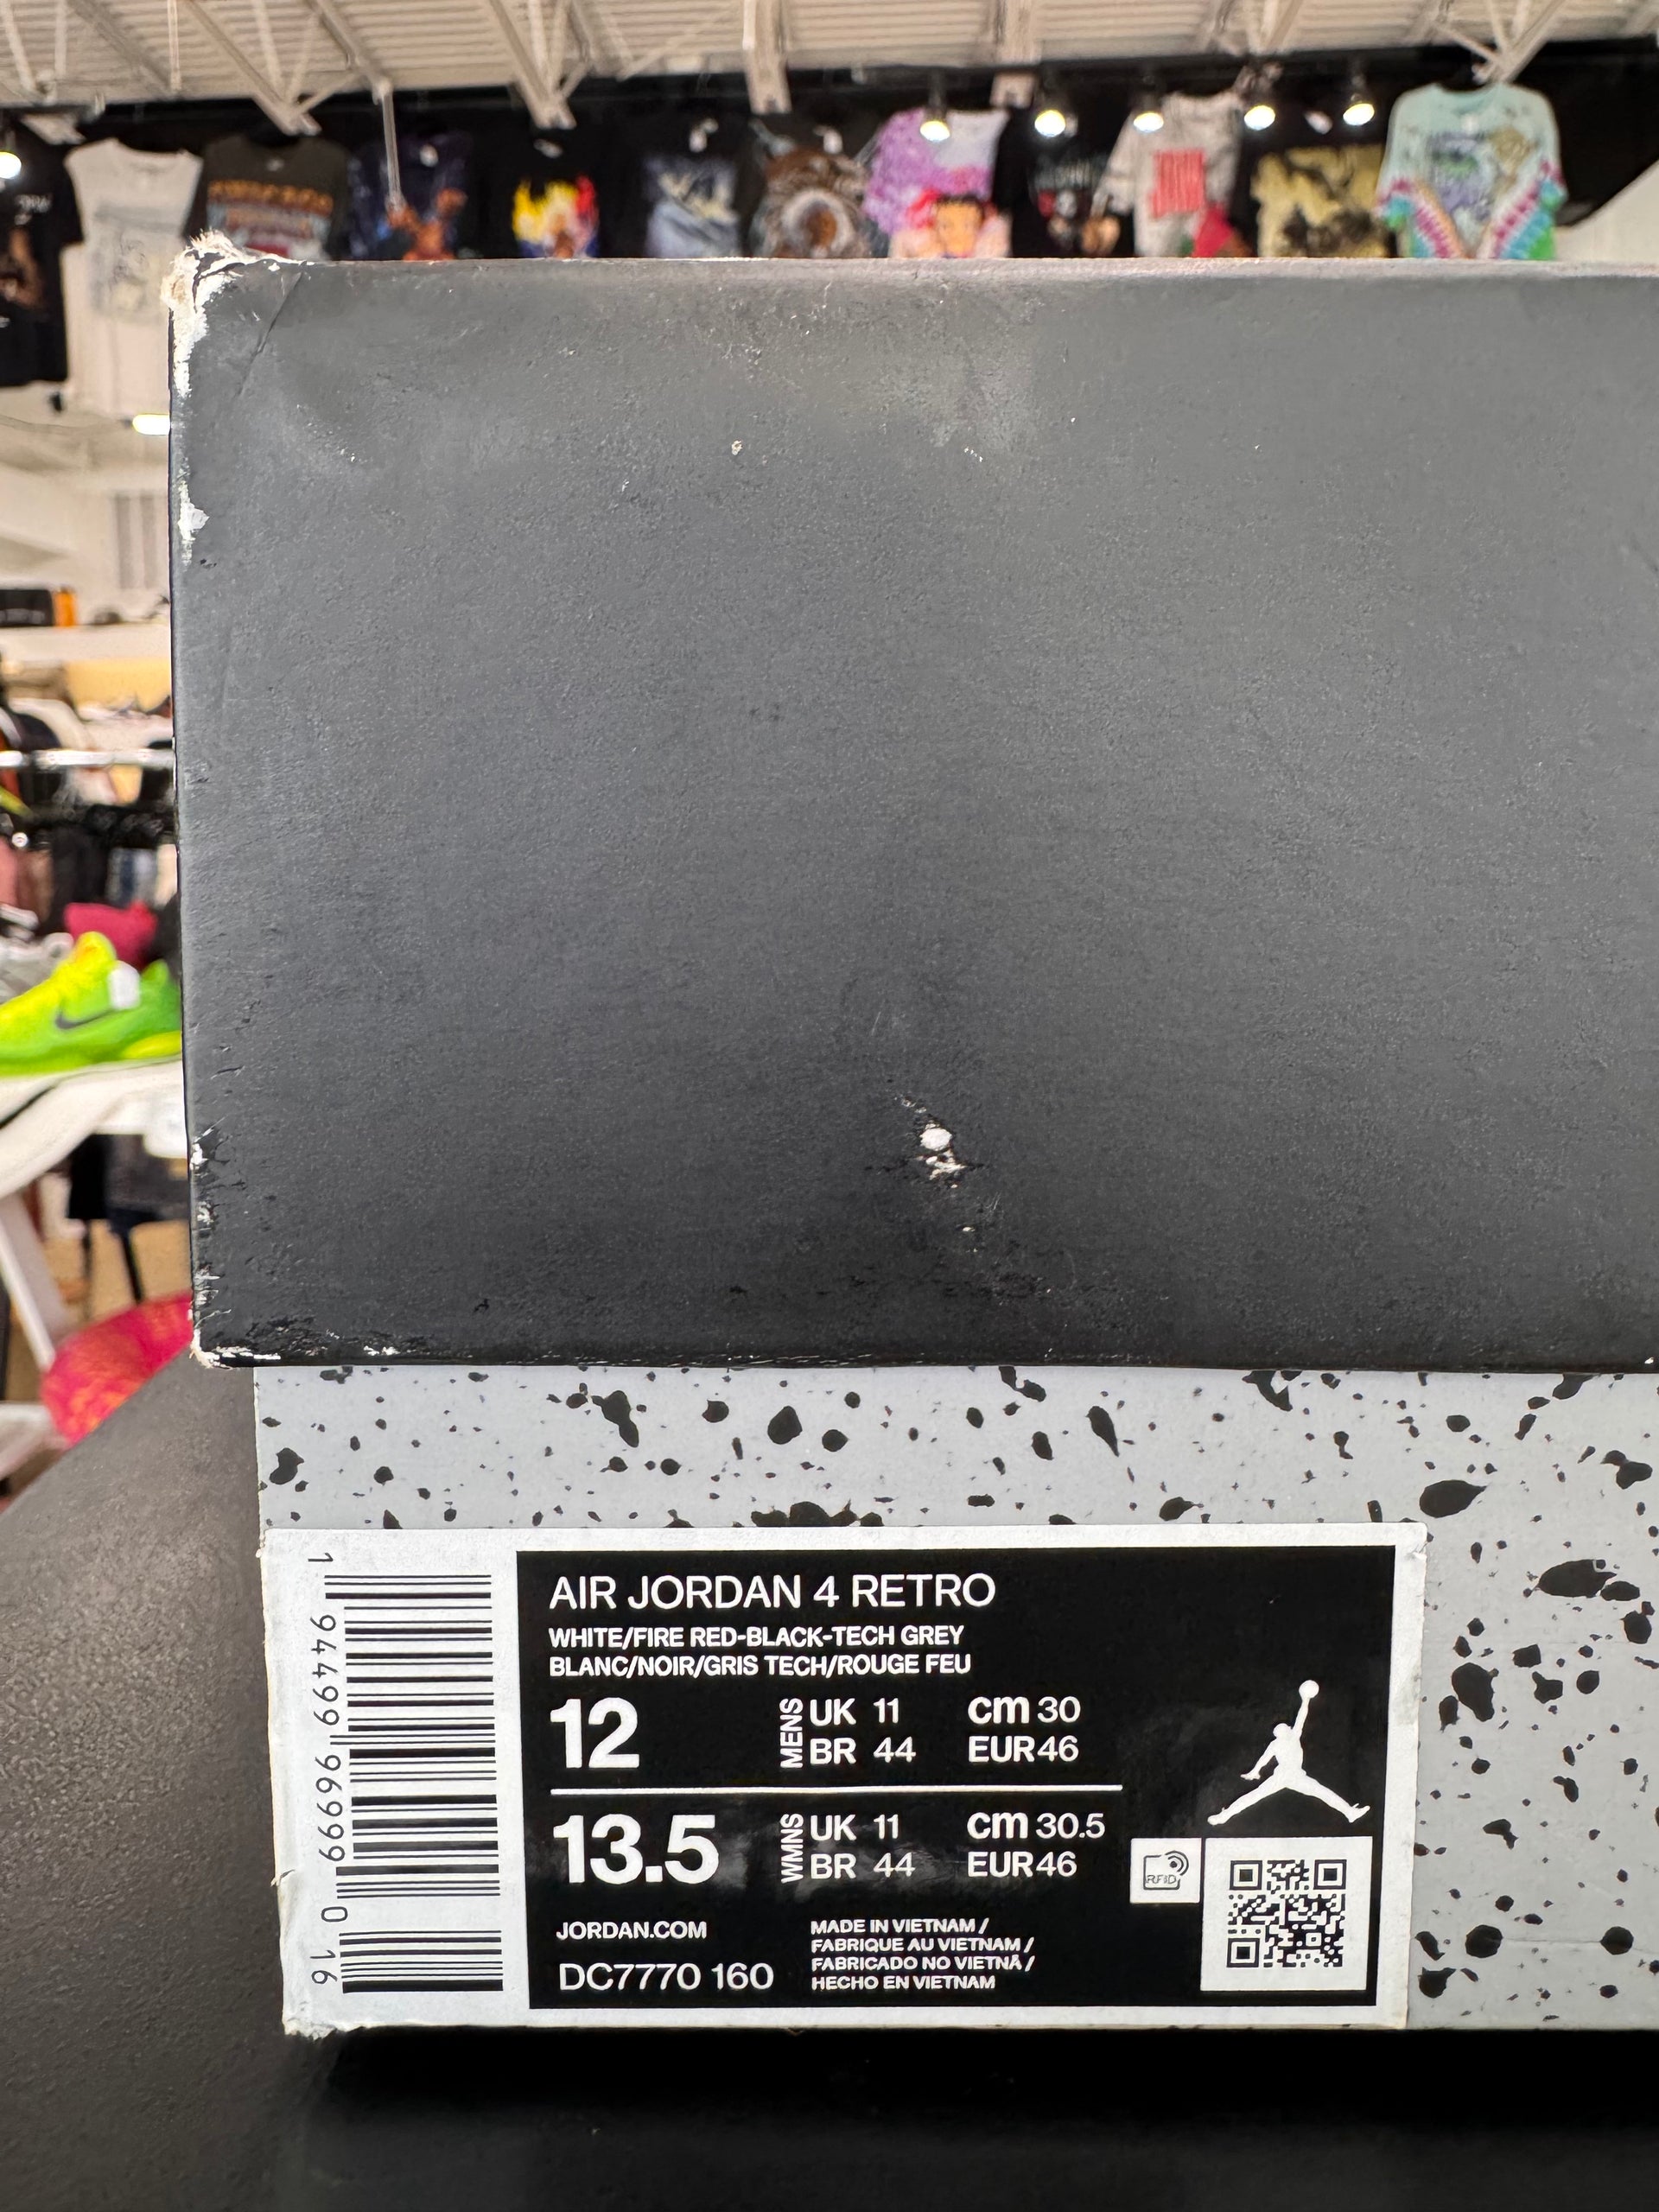 AIR JORDAN 4 RETRO
WHITE/FIRE RED-BLACK-TECH GREY
BLANC/NOIR/GRIS TECH/ROUGE FEU
12 MENS UK 11 cm 30
BR 44 EUR 46
13.5 WMNS UK 11 cm 30.5
BR 44 EUR 46
RFID
JORDAN.COM
DC7770 160
MADE IN VIETNAM /
FABRIQUE AU VIETNAM /
FABRICADO NO VIETNÃ /
HECHO EN VIETNAM
1 94499 96999 0 16